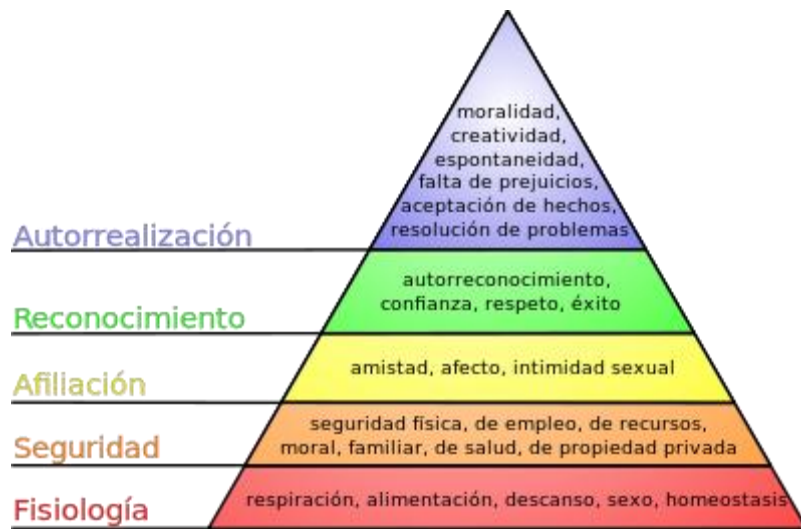 moralidad,
creatividad,
espontaneidad,
falta de prejuicios,
aceptación de hechos,
resolución de problemas
Autorrealización
autorreconocimiento,
confianza, respeto, éxito
Reconocimiento
amistad, afecto, intimidad sexual
Afiliación
seguridad física, de empleo, de recursos,
moral, familiar, de salud, de propiedad privada
Seguridad
respiración, alimentación, descanso, sexo, homeostasis
Fisiología